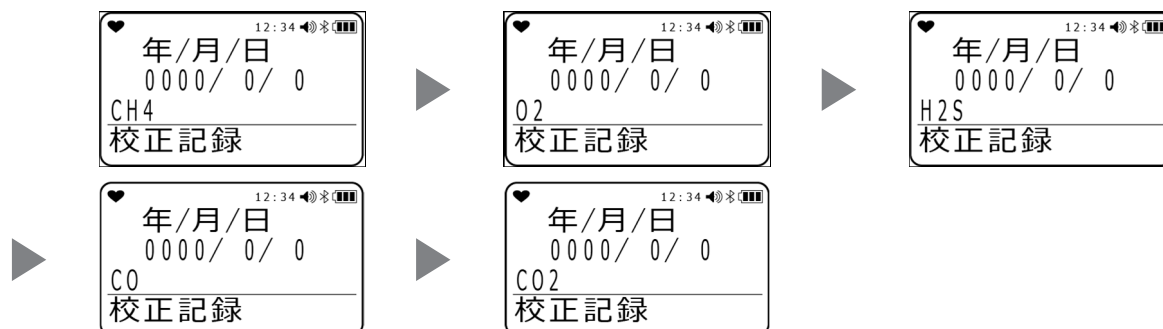 12:34
年/月/日
0000/ 0/ 0
CH4
校正記録
12:34
年/月/日
0000/ 0/ 0
O2
校正記録
12:34
年/月/日
0000/ 0/ 0
H2S
校正記録
12:34
年/月/日
0000/ 0/ 0
CO
校正記録
12:34
年/月/日
0000/ 0/ 0
CO2
校正記録